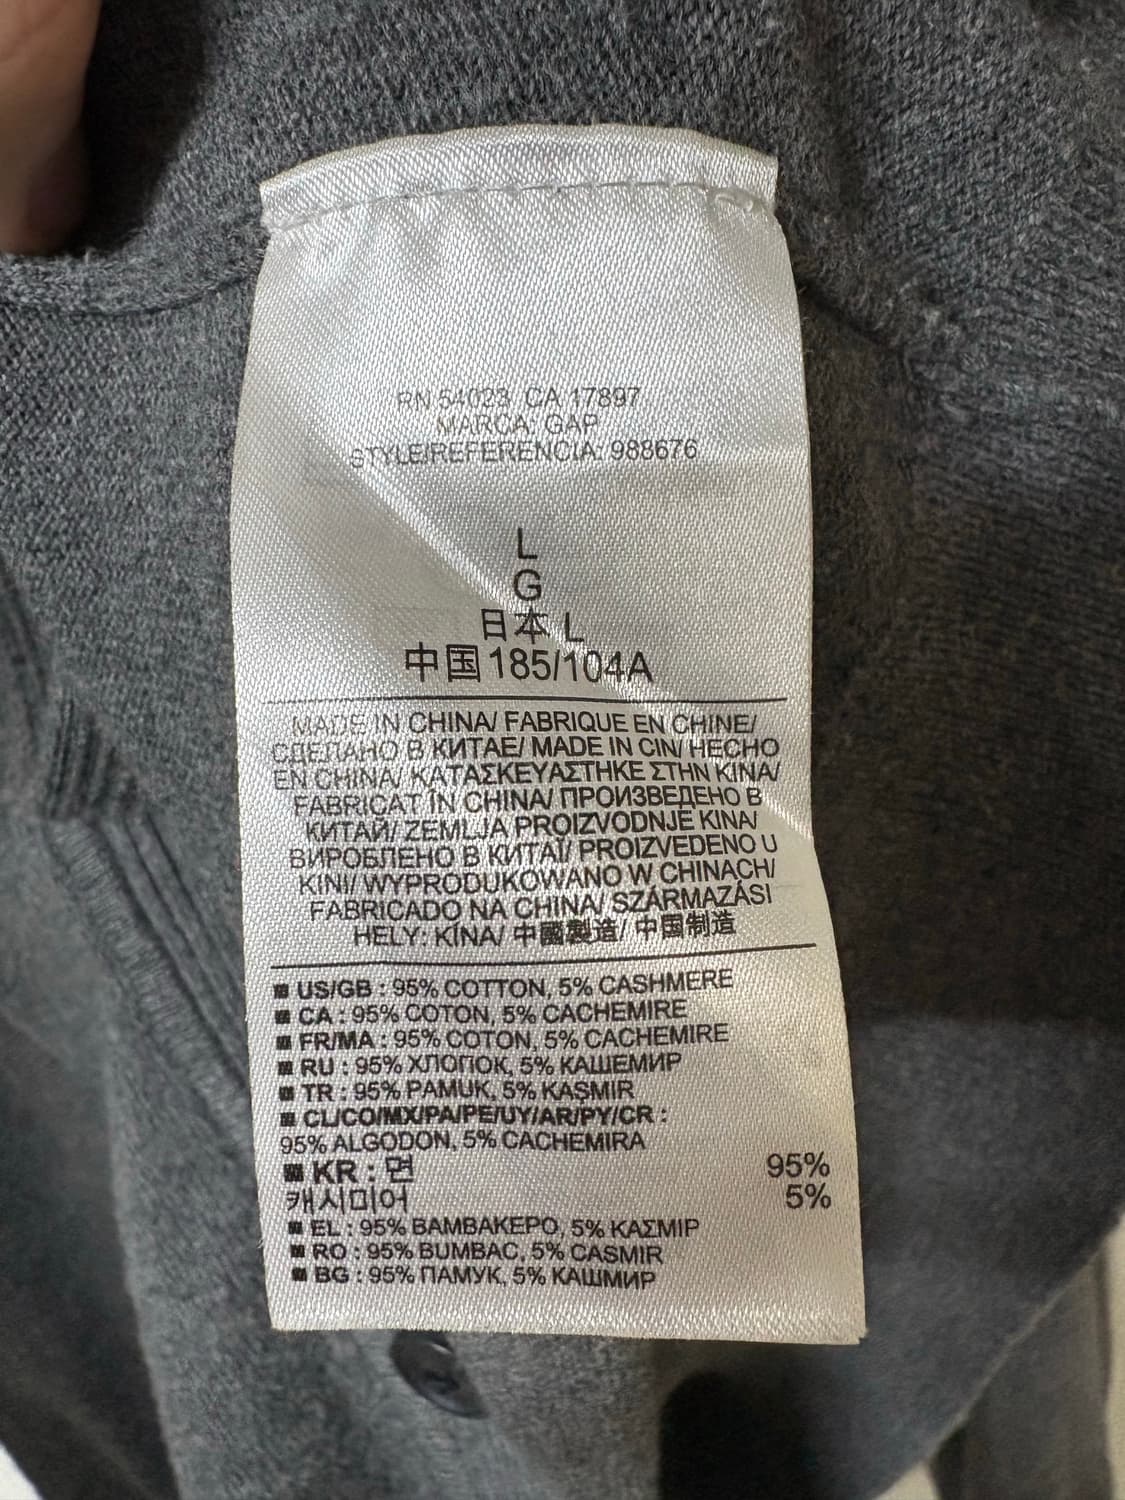 RN 54023 CA 17897
MARCA: GAP
STYLE/REFERENCIA: 988676
L
G
日本 L
中国 185/104A
MADE IN CHINA/ FABRIQUE EN CHINE/
СДЕЛАНО В КИТАЕ/ MADE IN CIN/ HECHO
EN CHINA/ ΚΑΤΑΣΚΕΥΑΣΤΗΚΕ ΣΤΗΝ ΚΙΝΑ/
FABRICAT ÎN CHINA/ ПРОИЗВЕДЕНО В
КИТАЙ/ ZEMLJA PROIZVODNJE KINA/
ВИРОБЛЕНО В КИТАЇ/ PROIZVEDENO U
KINI/ WYPRODUKOWANO W CHINACH/
FABRICADO NA CHINA/ SZÁRMAZÁSI
HELY: KÍNA/ 中國製造/ 中国制造
■ US/GB : 95% COTTON, 5% CASHMERE
■ CA : 95% COTON, 5% CACHEMIRE
■ FR/MA : 95% COTON, 5% CACHEMIRE
■ RU : 95% ХЛОПОК, 5% КАШЕМИР
■ TR : 95% PAMUK, 5% KASMIR
■ CL/CO/MX/PA/PE/UY/AR/PY/CR :
95% ALGODON, 5% CACHEMIRA
■ KR : 면 95%
캐시미어 5%
■ EL : 95% ΒΑΜΒΑΚΕΡΟ, 5% ΚΑΣΜΙΡ
■ RO : 95% BUMBAC, 5% CASMIR
■ BG : 95% ПАМУК, 5% КАШМИР